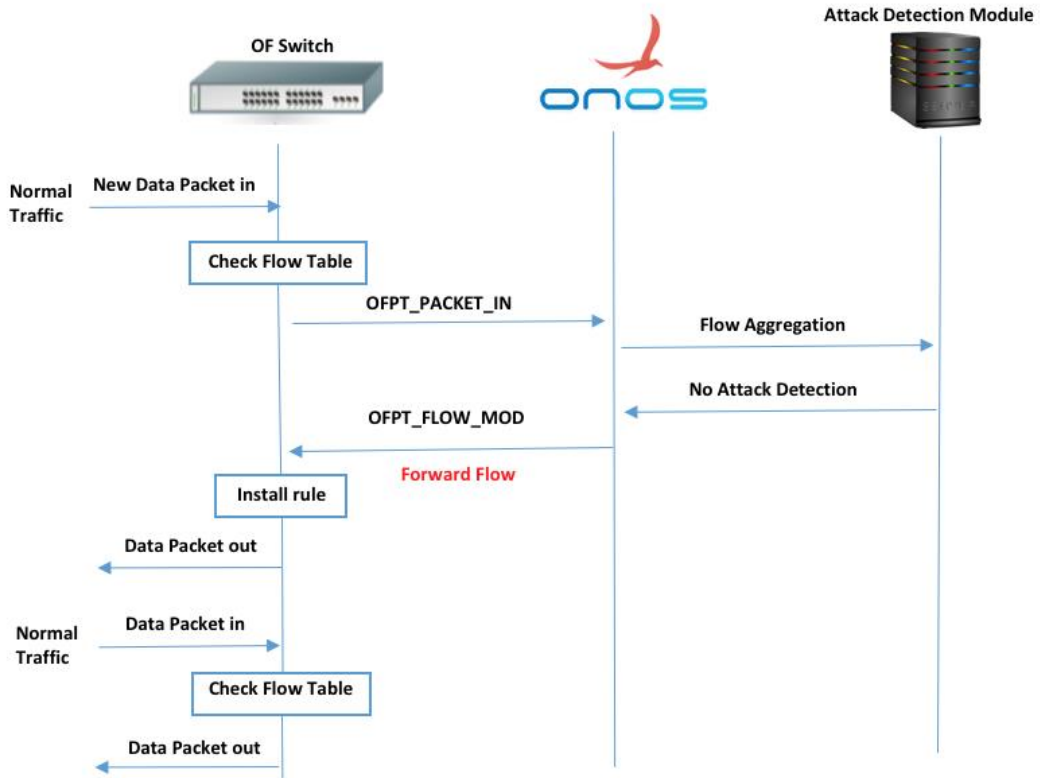 Attack Detection Module
OF Switch
onos
Normal
Traffic
New Data Packet in
Check Flow Table
OFPT_PACKET_IN
Flow Aggregation
No Attack Detection
OFPT_FLOW_MOD
Forward Flow
Install rule
Data Packet out
Normal
Traffic
Data Packet in
Check Flow Table
Data Packet out